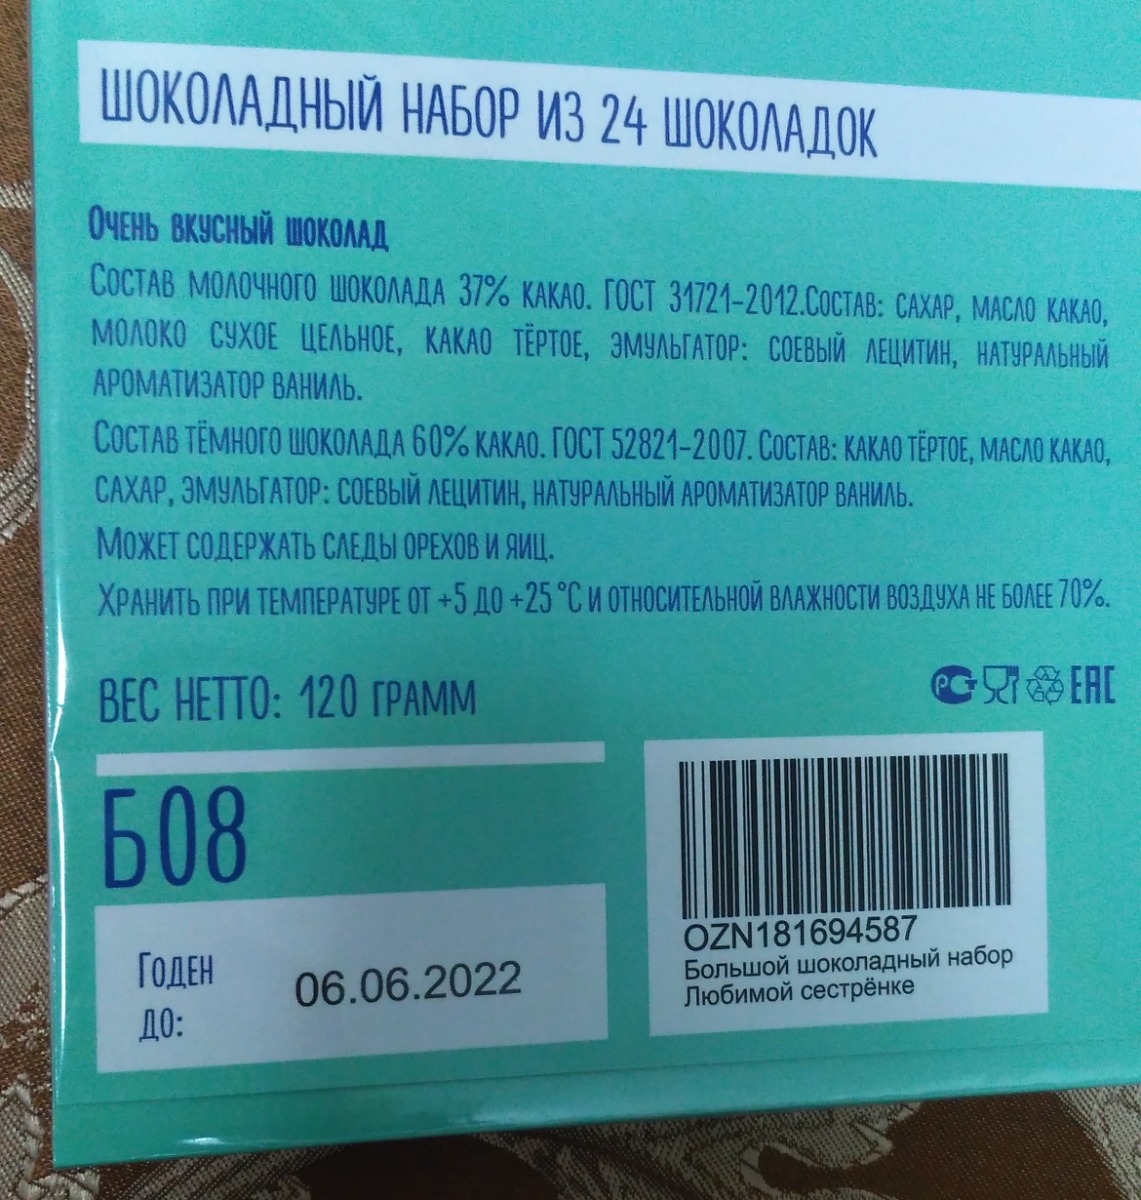 ШОКОЛАДНЫЙ НАБОР ИЗ 24 ШОКОЛАДОК
ОЧЕНЬ ВКУСНЫЙ ШОКОЛАД
СОСТАВ МОЛОЧНОГО ШОКОЛАДА 37% КАКАО. ГОСТ 31721-2012.СОСТАВ: САХАР, МАСЛО КАКАО,
МОЛОКО СУХОЕ ЦЕЛЬНОЕ, КАКАО ТЁРТОЕ, ЭМУЛЬГАТОР: СОЕВЫЙ ЛЕЦИТИН, НАТУРАЛЬНЫЙ
АРОМАТИЗАТОР ВАНИЛЬ.
СОСТАВ ТЁМНОГО ШОКОЛАДА 60% КАКАО. ГОСТ 52821-2007. СОСТАВ: КАКАО ТЁРТОЕ, МАСЛО КАКАО,
САХАР, ЭМУЛЬГАТОР: СОЕВЫЙ ЛЕЦИТИН, НАТУРАЛЬНЫЙ АРОМАТИЗАТОР ВАНИЛЬ.
МОЖЕТ СОДЕРЖАТЬ СЛЕДЫ ОРЕХОВ И ЯИЦ.
ХРАНИТЬ ПРИ ТЕМПЕРАТУРЕ ОТ +5 ДО +25 °С И ОТНОСИТЕЛЬНОЙ ВЛАЖНОСТИ ВОЗДУХА НЕ БОЛЕЕ 70%.
ВЕС НЕТТО: 120 ГРАММ
РСТ EAC
Б08
ГОДЕН
ДО:
06.06.2022
OZN181694587
Большой шоколадный набор
Любимой сестрёнке